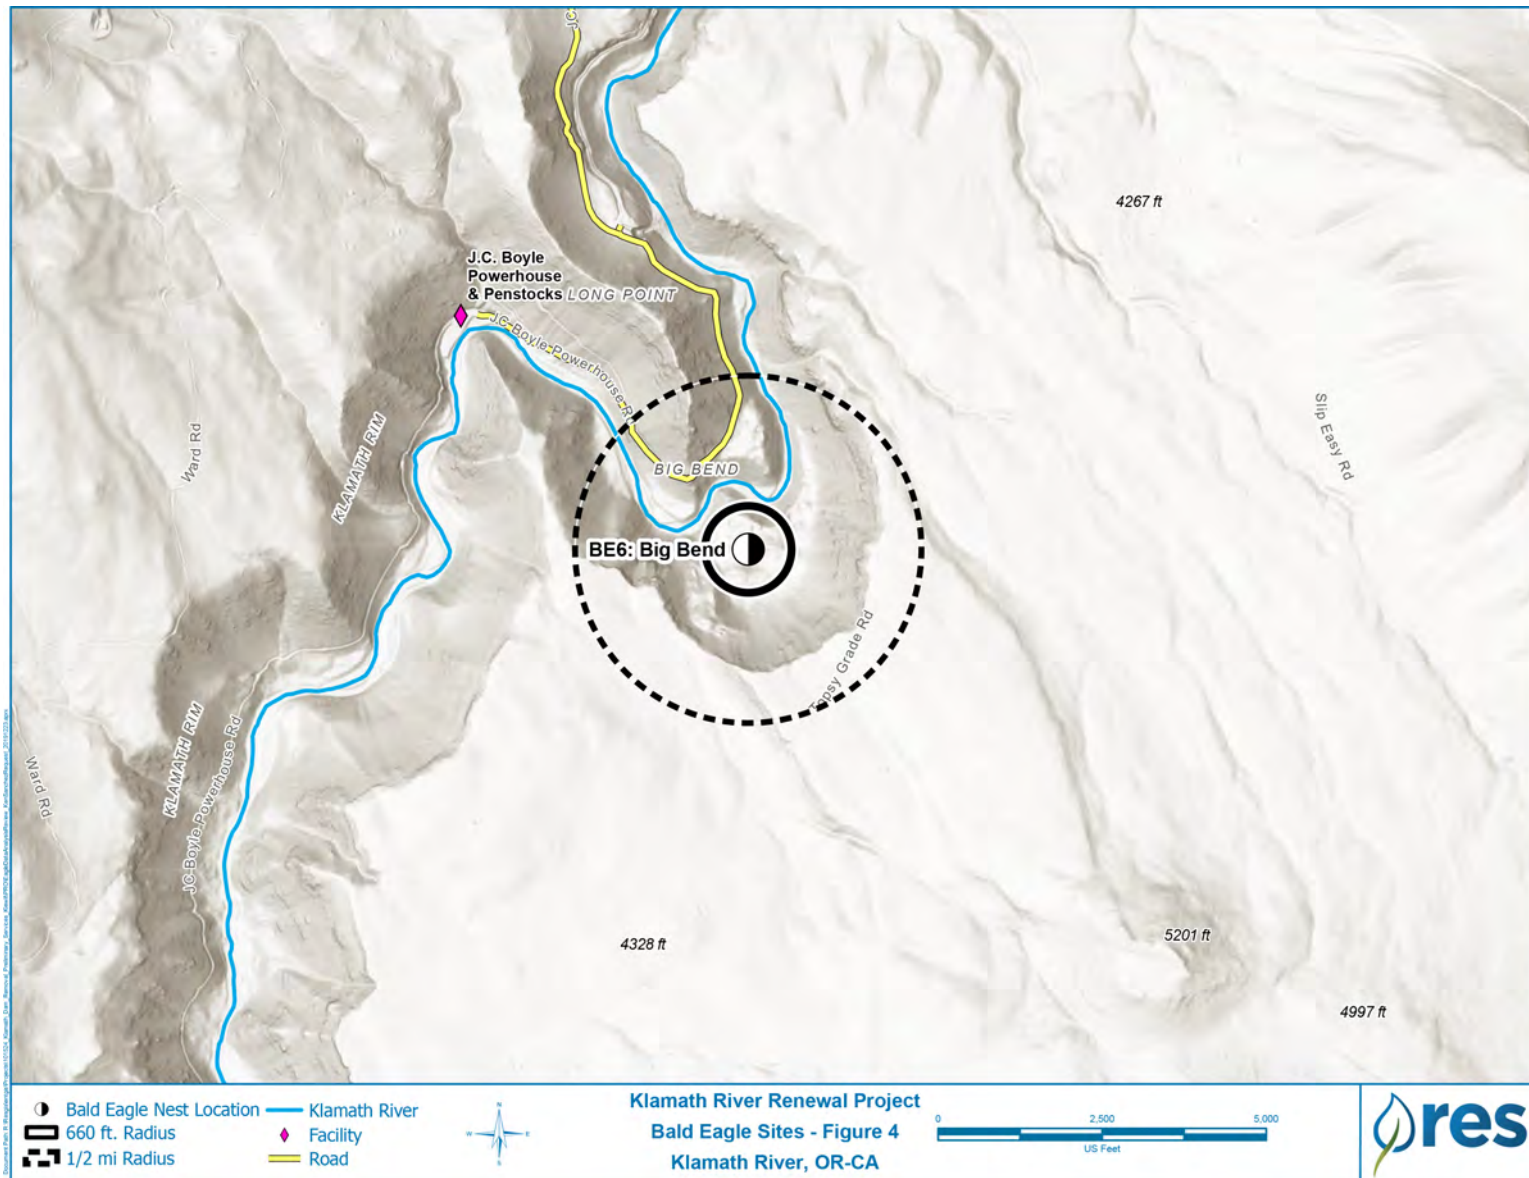 J.C. Boyle
Powerhouse
& Penstocks
LONG POINT
J.C. Boyle Powerhouse Rd
4267 ft
Slip Easy Rd
Ward Rd
KLAMATH RIM
BIG BEND
BE6: Big Bend
Topsy Grade Rd
KLAMATH RIM
JC Boyle Powerhouse Rd
Ward Rd
4328 ft
5201 ft
4997 ft
Bald Eagle Nest Location
660 ft. Radius
1/2 mi Radius
Klamath River
Facility
Road
N
W E
S
Klamath River Renewal Project
Bald Eagle Sites - Figure 4
Klamath River, OR-CA
0 2,500 5,000
US Feet
res